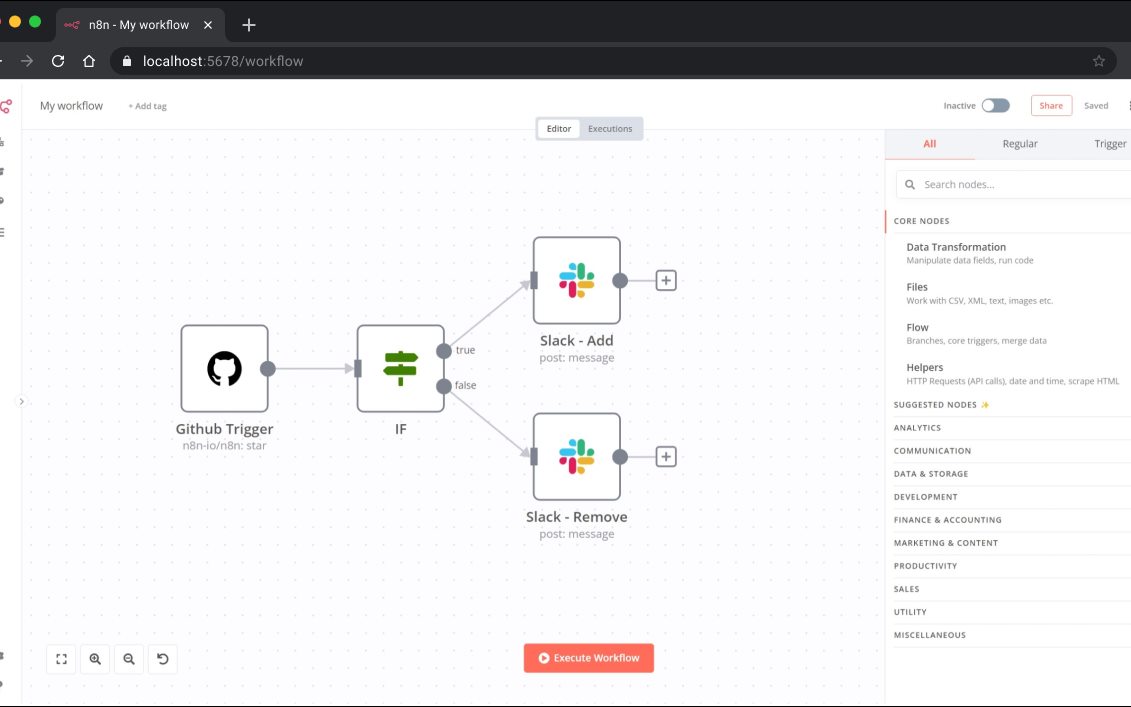 n8n - My workflow
localhost:5678/workflow
My workflow
+ Add tag
Inactive
Share
Saved
Editor
Executions
All
Regular
Trigger
Search nodes...
CORE NODES
Data Transformation
Manipulate data fields, run code
Files
Work with CSV, XML, text, images etc.
Flow
Branches, core triggers, merge data
Helpers
HTTP Requests (API calls), date and time, scrape HTML
SUGGESTED NODES ✨
ANALYTICS
COMMUNICATION
DATA & STORAGE
DEVELOPMENT
FINANCE & ACCOUNTING
MARKETING & CONTENT
PRODUCTIVITY
SALES
UTILITY
MISCELLANEOUS
Github Trigger
n8n-io/n8n: star
IF
true
false
Slack - Add
post: message
Slack - Remove
post: message
Execute Workflow